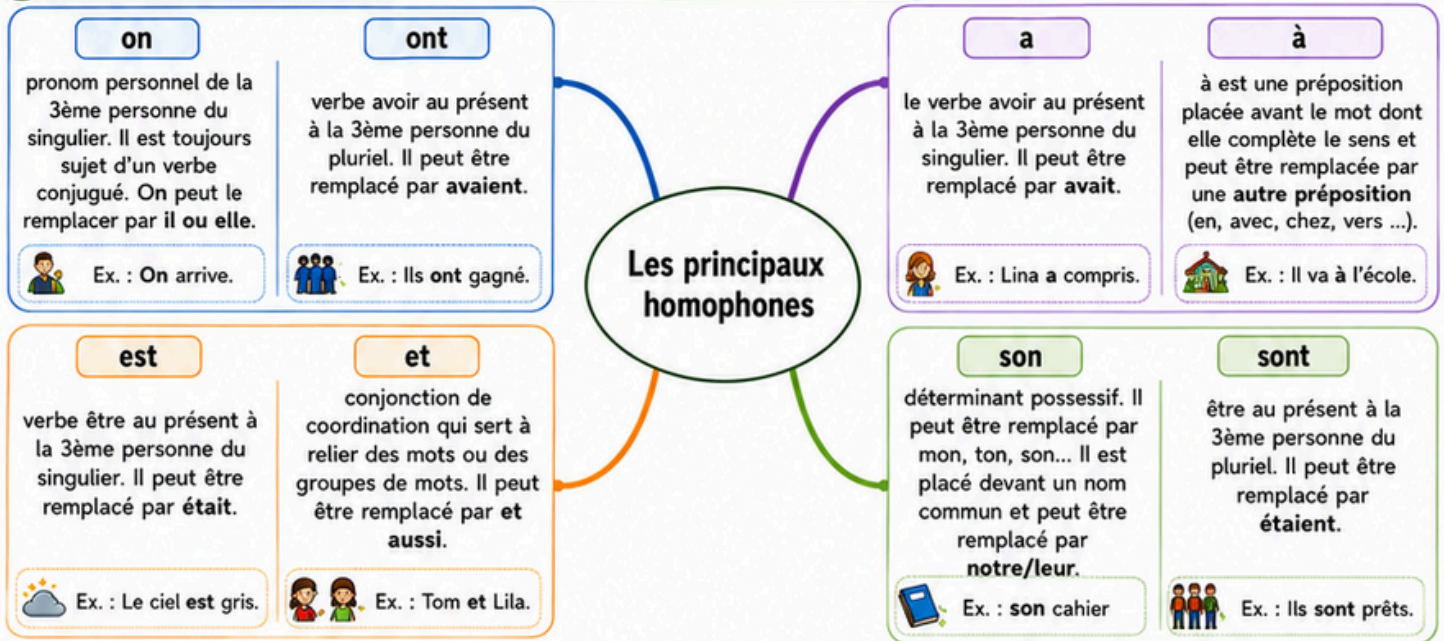 on
pronom personnel de la
3ème personne du
singulier. Il est toujours
sujet d'un verbe
conjugué. On peut le
remplacer par il ou elle.
Ex. : On arrive.
ont
verbe avoir au présent
à la 3ème personne du
pluriel. Il peut être
remplacé par avaient.
Ex. : Ils ont gagné.
a
le verbe avoir au présent
à la 3ème personne du
singulier. Il peut être
remplacé par avait.
Ex. : Lina a compris.
à
à est une préposition
placée avant le mot dont
elle complète le sens et
peut être remplacée par
une autre préposition
(en, avec, chez, vers ...).
Ex. : Il va à l'école.
Les principaux
homophones
est
verbe être au présent à
la 3ème personne du
singulier. Il peut être
remplacé par était.
Ex. : Le ciel est gris.
et
conjonction de
coordination qui sert à
relier des mots ou des
groupes de mots. Il peut
être remplacé par et
aussi.
Ex. : Tom et Lila.
son
déterminant possessif. Il
peut être remplacé par
mon, ton, son... Il est
placé devant un nom
commun et peut être
remplacé par
notre/leur.
Ex. : son cahier
sont
être au présent à la
3ème personne du
pluriel. Il peut être
remplacé par
étaient.
Ex. : Ils sont prêts.